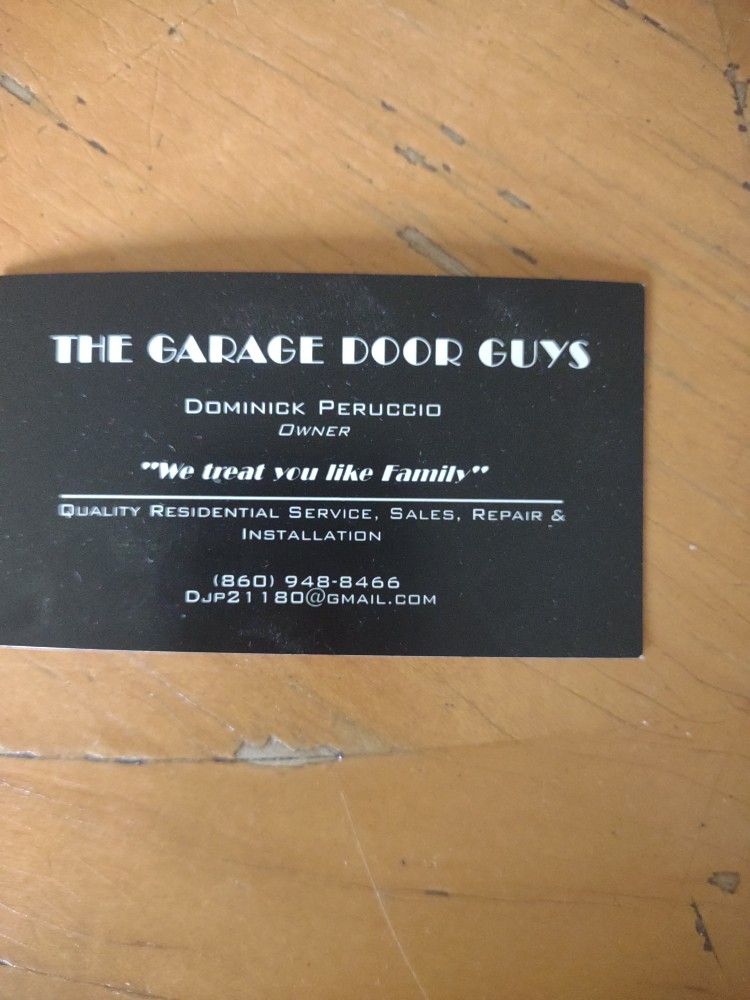 THE GARAGE DOOR GUYS
DOMINICK PERUCCIO
OWNER
"We treat you like Family"
QUALITY RESIDENTIAL SERVICE, SALES, REPAIR &
INSTALLATION
(860) 948-8466
DJP21180@GMAIL.COM